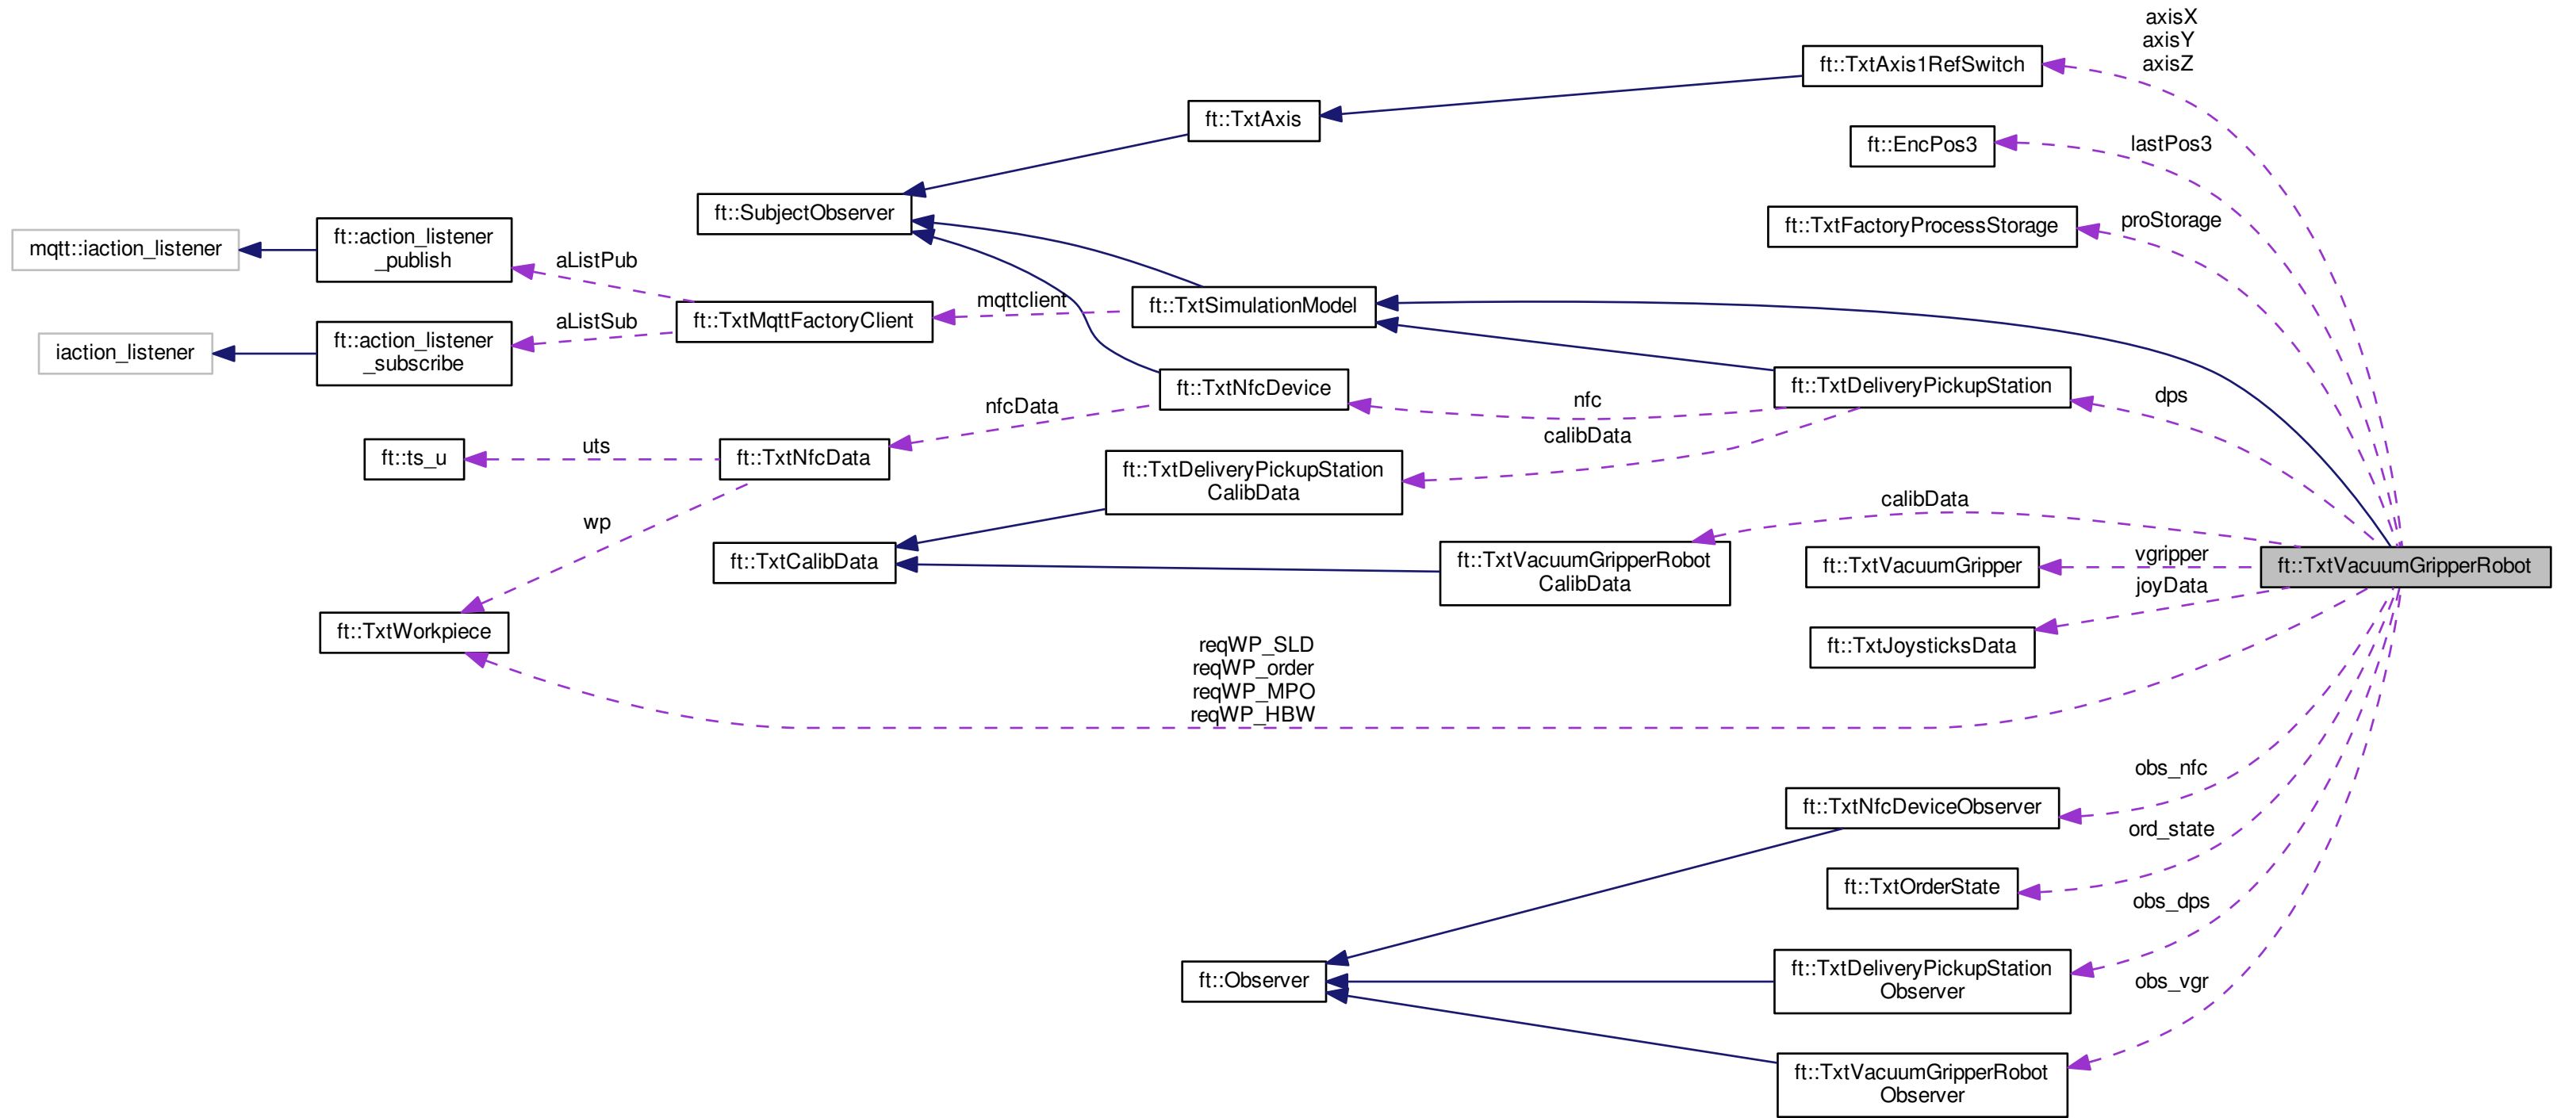 axisX
axisY
axisZ
ft::TxtAxis1RefSwitch
ft::TxtAxis
ft::EncPos3
lastPos3
ft::SubjectObserver
ft::TxtFactoryProcessStorage
proStorage
mqtt::iaction_listener
ft::action_listener
_publish
aListPub
mqttclient
ft::TxtSimulationModel
ft::TxtMqttFactoryClient
aListSub
iaction_listener
ft::action_listener
_subscribe
ft::TxtNfcDevice
nfc
ft::TxtDeliveryPickupStation
dps
nfcData
calibData
ft::ts_u
uts
ft::TxtNfcData
ft::TxtDeliveryPickupStation
CalibData
calibData
wp
ft::TxtCalibData
ft::TxtVacuumGripperRobot
CalibData
ft::TxtVacuumGripper
vgripper
ft::TxtVacuumGripperRobot
joyData
ft::TxtWorkpiece
ft::TxtJoysticksData
reqWP_SLD
reqWP_order
reqWP_MPO
reqWP_HBW
obs_nfc
ft::TxtNfcDeviceObserver
ord_state
ft::TxtOrderState
obs_dps
ft::Observer
ft::TxtDeliveryPickupStation
Observer
obs_vgr
ft::TxtVacuumGripperRobot
Observer